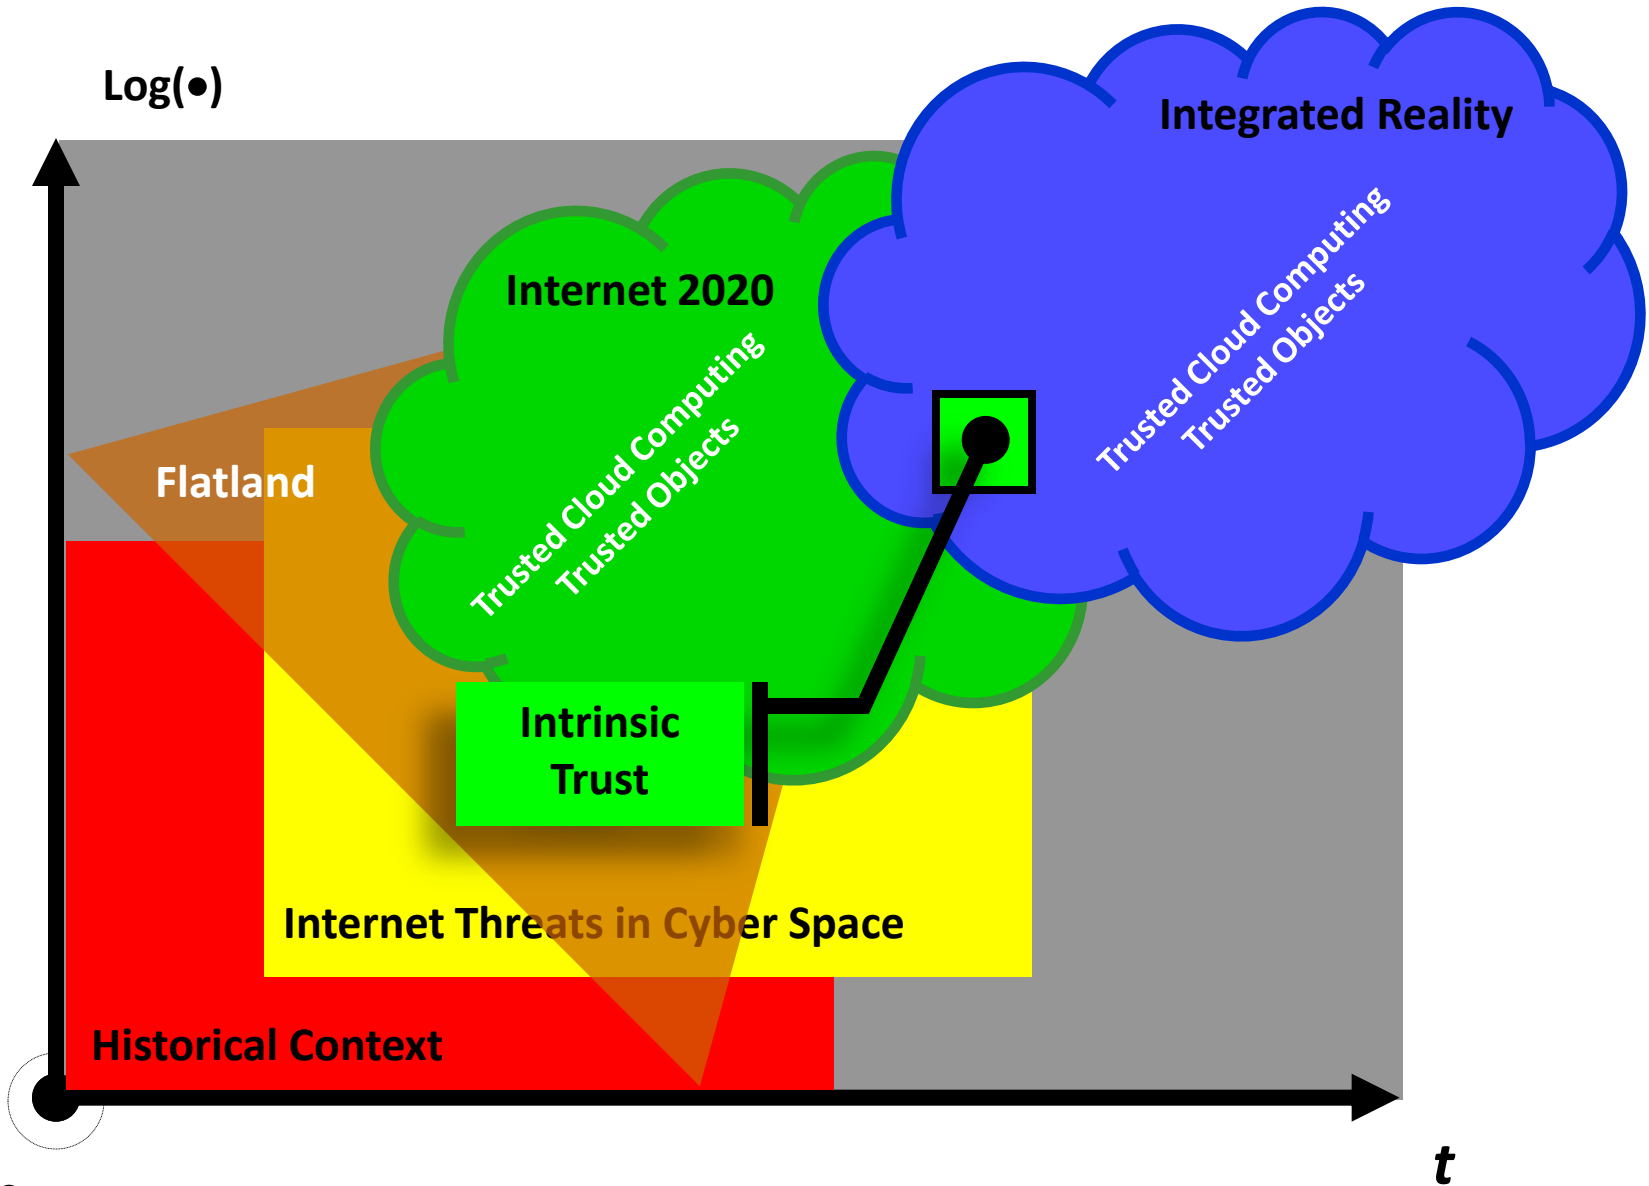 Log(•)
Integrated Reality
Trusted Cloud Computing
Trusted Objects
Internet 2020
Trusted Cloud Computing
Trusted Objects
Flatland
Intrinsic
Trust
Internet Threats in Cyber Space
Historical Context
t